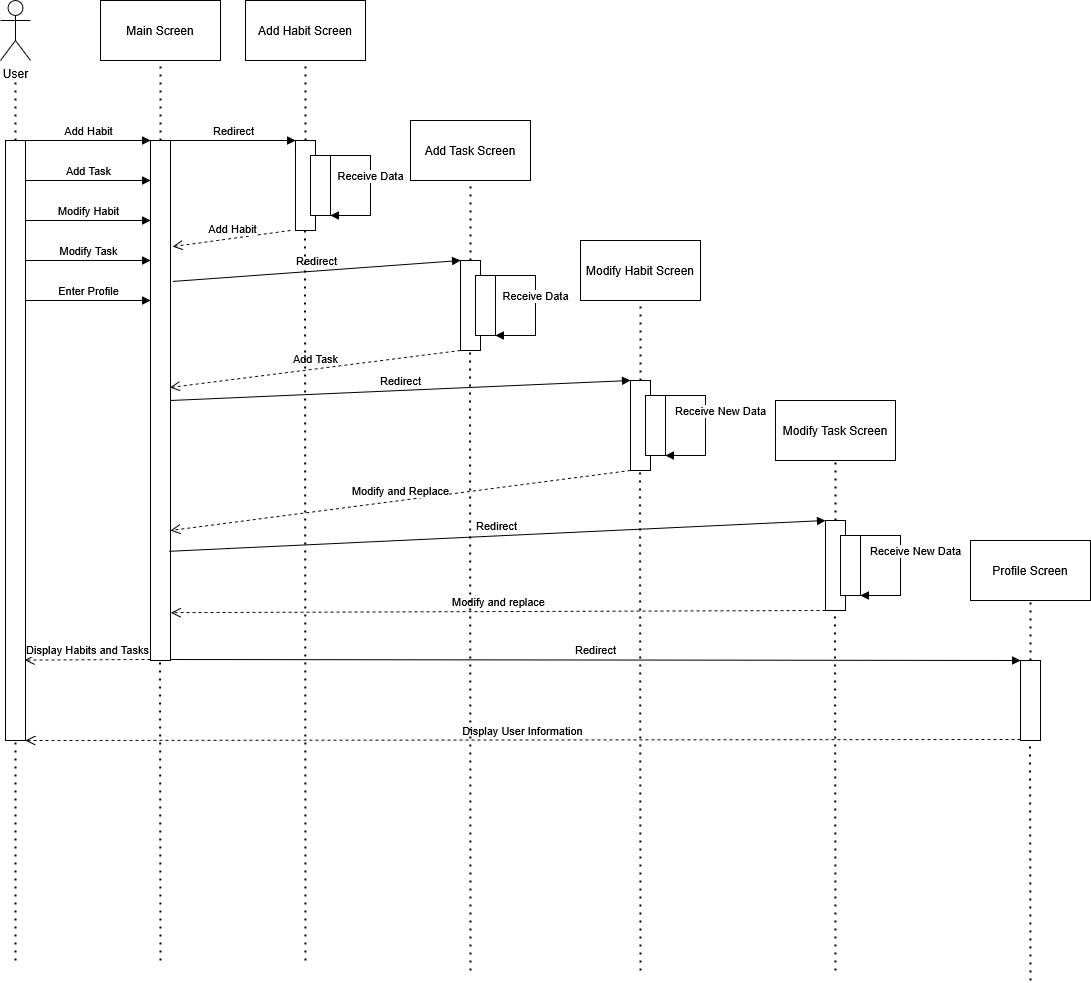 User
Main Screen
Add Habit Screen
Add Habit
Redirect
Add Task Screen
Add Task
Receive Data
Modify Habit
Add Habit
Modify Task
Redirect
Modify Habit Screen
Enter Profile
Receive Data
Add Task
Redirect
Receive New Data
Modify Task Screen
Modify and Replace
Redirect
Receive New Data
Profile Screen
Modify and replace
Display Habits and Tasks
Redirect
Display User Information